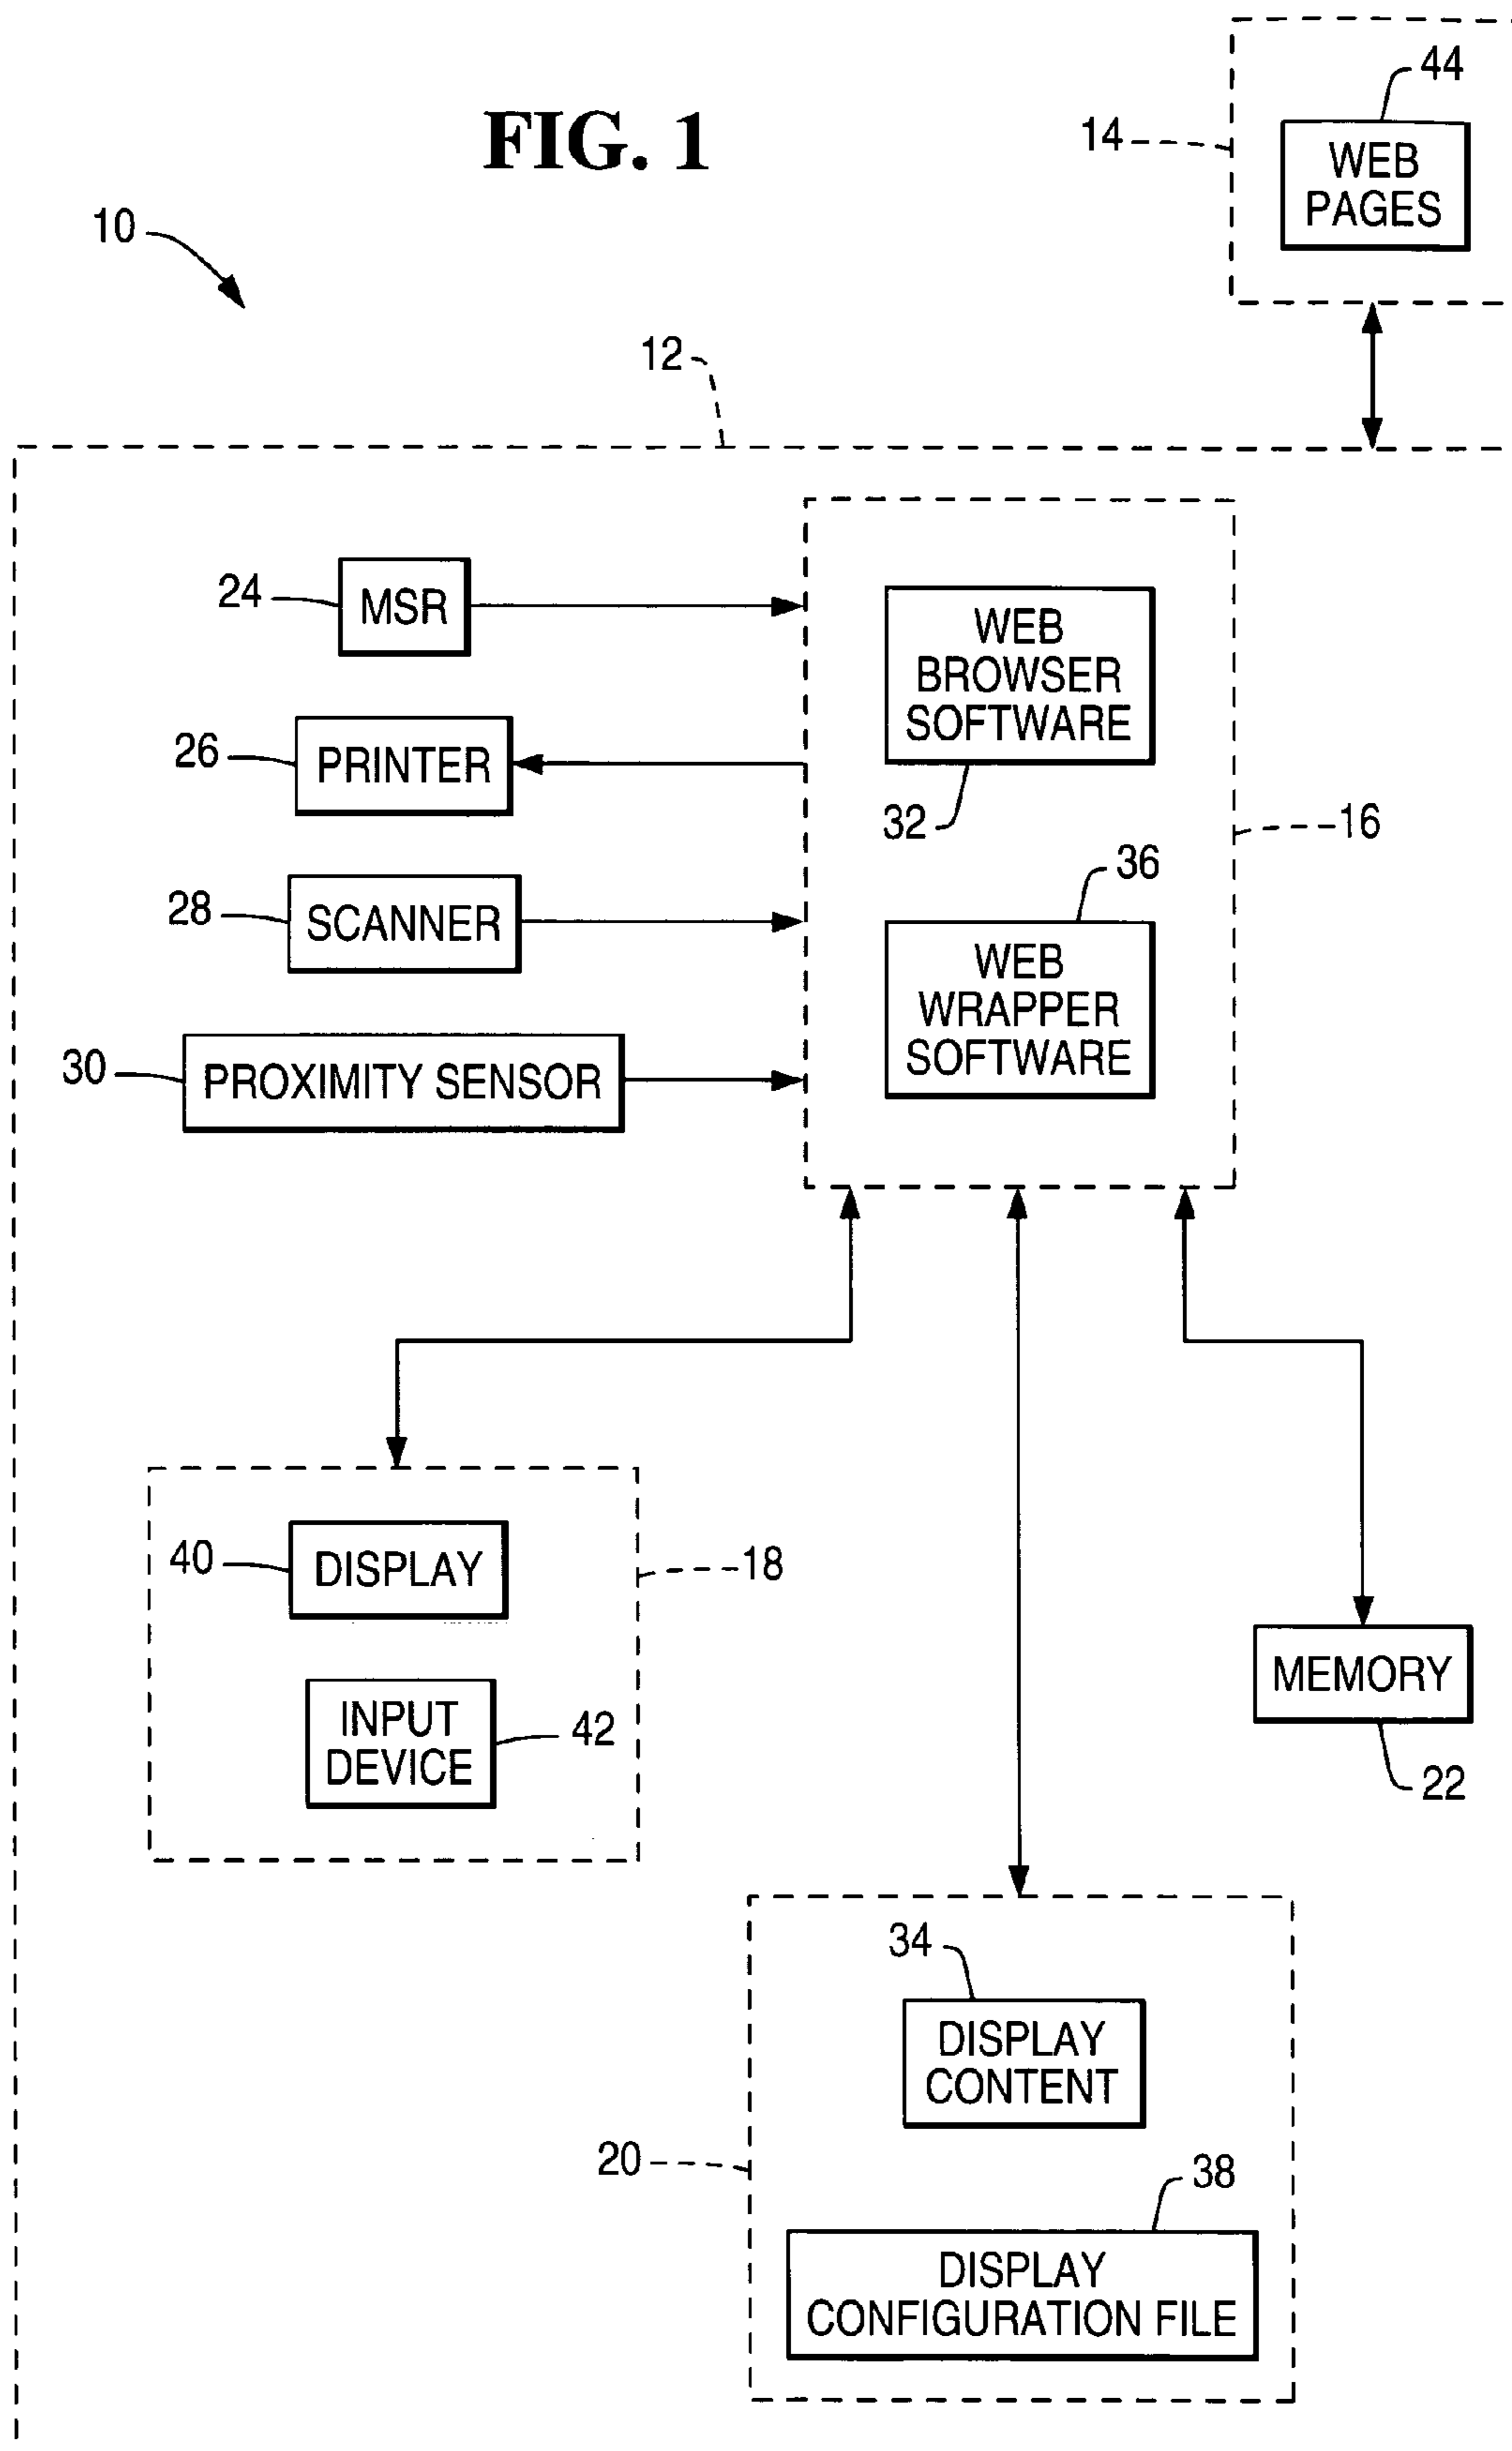 44
FIG. 1
14
WEB
PAGES
10
12
24
MSR
WEB
BROWSER
SOFTWARE
26
PRINTER
32
16
36
28
SCANNER
WEB
WRAPPER
SOFTWARE
30
PROXIMITY SENSOR
40
DISPLAY
18
MEMORY
INPUT
DEVICE
42
22
34
DISPLAY
CONTENT
20
38
DISPLAY
CONFIGURATION FILE